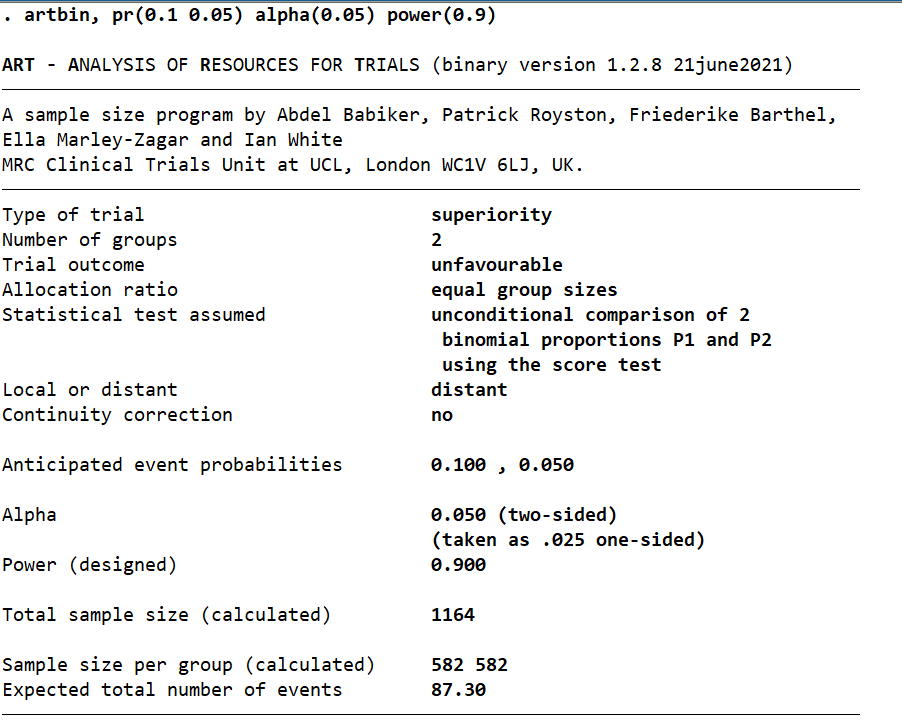 . artbin, pr(0.1 0.05) alpha(0.05) power(0.9)
ART - ANALYSIS OF RESOURCES FOR TRIALS (binary version 1.2.8 21june2021)
A sample size program by Abdel Babiker, Patrick Royston, Friederike Barthel,
Ella Marley-Zagar and Ian White
MRC Clinical Trials Unit at UCL, London WC1V 6LJ, UK.
Type of trial superiority
Number of groups 2
Trial outcome unfavourable
Allocation ratio equal group sizes
Statistical test assumed unconditional comparison of 2
binomial proportions P1 and P2
using the score test
Local or distant distant
Continuity correction no
Anticipated event probabilities 0.100 , 0.050
Alpha 0.050 (two-sided)
(taken as .025 one-sided)
Power (designed) 0.900
Total sample size (calculated) 1164
Sample size per group (calculated) 582 582
Expected total number of events 87.30